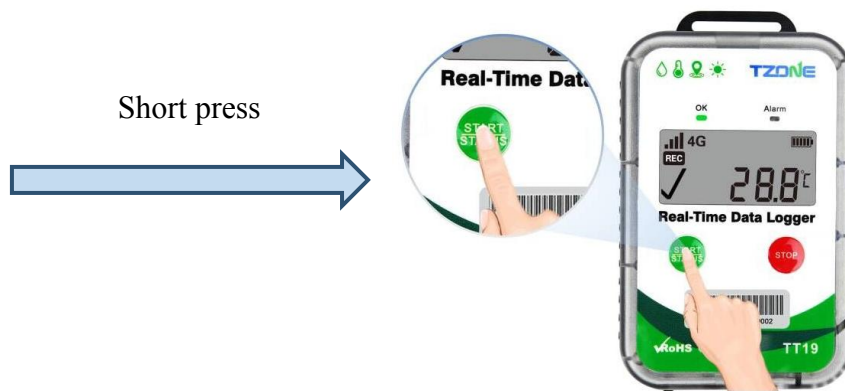 Short press
Real-Time Dat
START
STATUS
TZONE
OK Alarm
4G
REC
28.8℃
Real-Time Data Logger
START
STATUS
STOP
RoHS
TT19